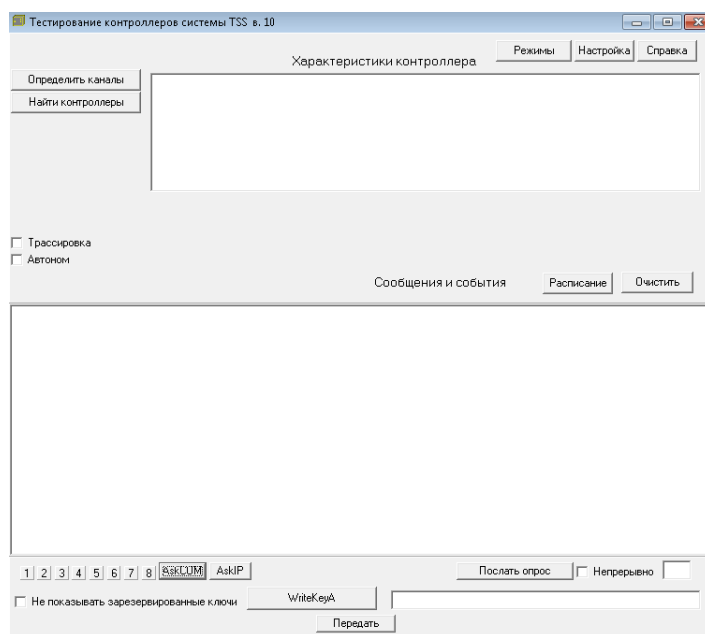 Тестирование контроллеров системы TSS в. 10
Режимы Настройка Справка
Характеристики контроллера
Определить каналы
Найти контроллеры
Трассировка
Автоном
Сообщения и события Расписание Очистить
1 2 3 4 5 6 7 8 AskCOM AskIP Послать опрос Непрерывно
Не показывать зарезервированные ключи WriteKeyA
Передать